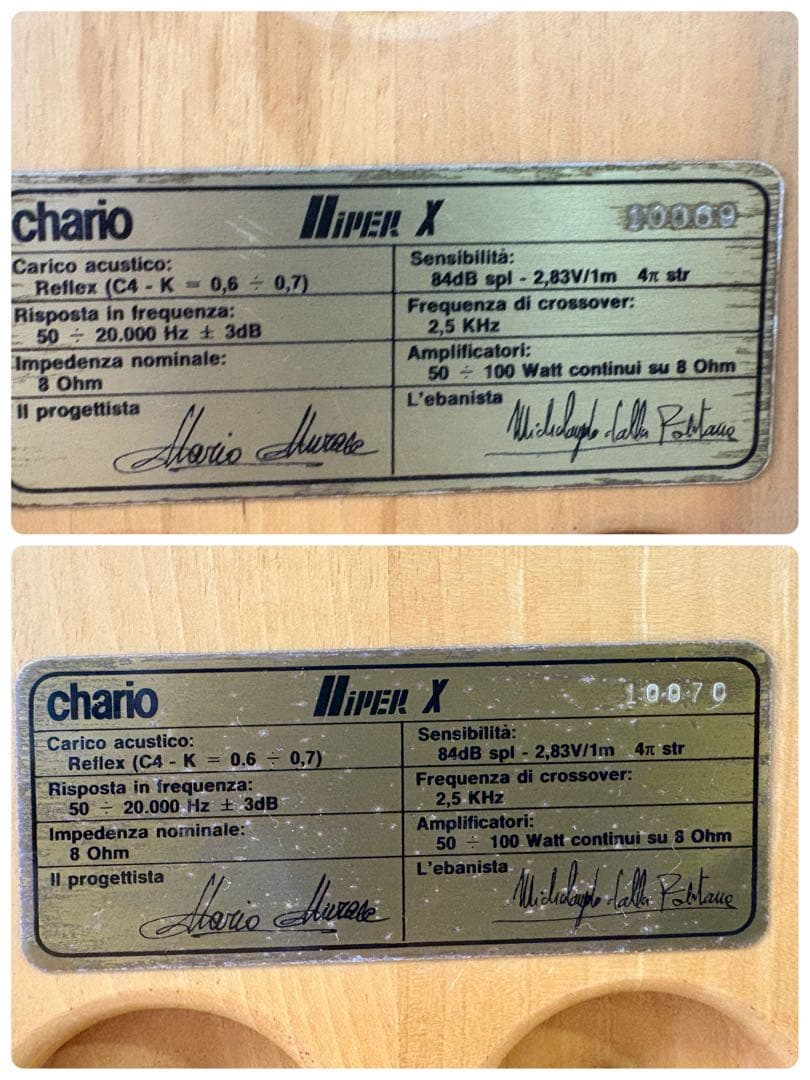 chario HiPER X 10069
Carico acustico:
Reflex (C4 - K = 0,6 ÷ 0,7)
Risposta in frequenza:
50 ÷ 20.000 Hz ± 3dB
Impedenza nominale:
8 Ohm
Il progettista
Mario Murace
Sensibilità:
84dB spl - 2,83V/1m 4π str
Frequenza di crossover:
2,5 KHz
Amplificatori:
50 ÷ 100 Watt continui su 8 Ohm
L'ebanista
chario HiPER X 10070
Carico acustico:
Reflex (C4 - K = 0.6 ÷ 0,7)
Risposta in frequenza:
50 ÷ 20.000 Hz ± 3dB
Impedenza nominale:
8 Ohm
Il progettista
Mario Murace
Sensibilità:
84dB spl - 2,83V/1m 4π str
Frequenza di crossover:
2,5 KHz
Amplificatori:
50 ÷ 100 Watt continui su 8 Ohm
L'ebanista